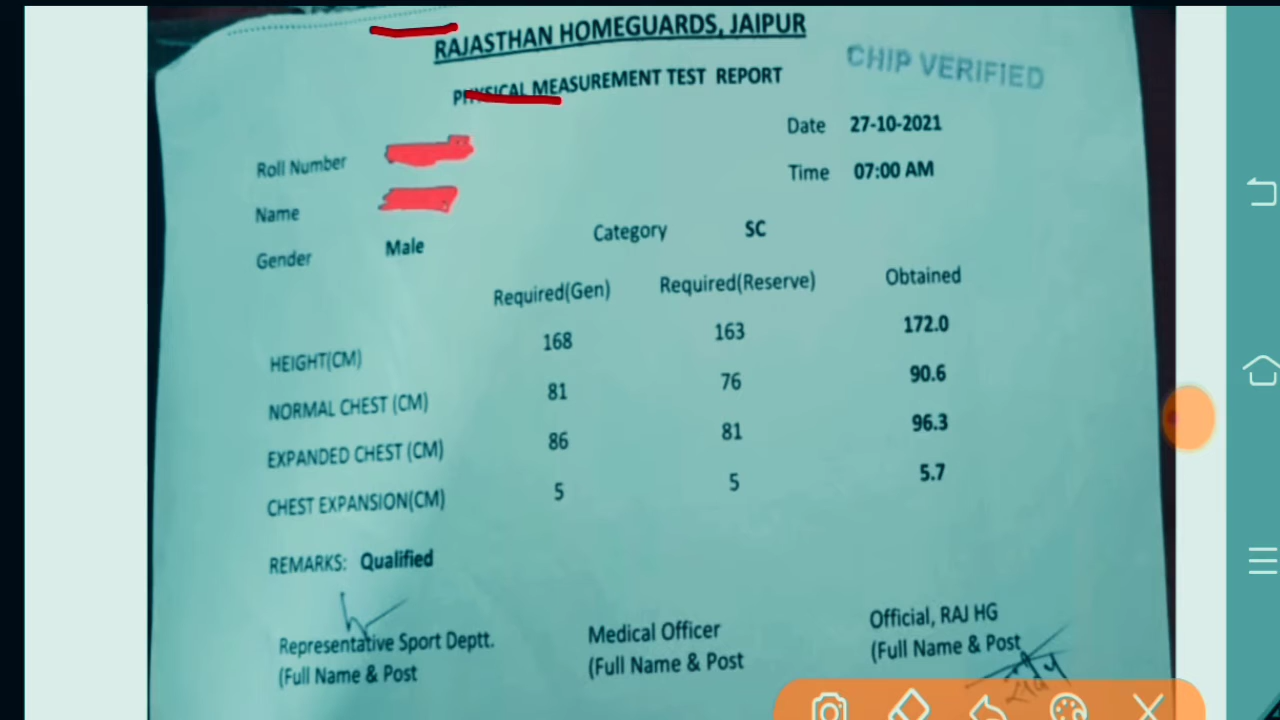 RAJASTHAN HOMEGUARDS, JAIPUR
CHIP VERIFIED
PHYSICAL MEASUREMENT TEST REPORT
Date 27-10-2021
Roll Number
Time 07:00 AM
Name
Gender Male Category SC
Required(Gen) Required(Reserve) Obtained
HEIGHT(CM) 168 163 172.0
NORMAL CHEST (CM) 81 76 90.6
EXPANDED CHEST (CM) 86 81 96.3
CHEST EXPANSION(CM) 5 5 5.7
REMARKS: Qualified
Representative Sport Deptt. Medical Officer Official, RAJ HG
(Full Name & Post (Full Name & Post (Full Name & Post